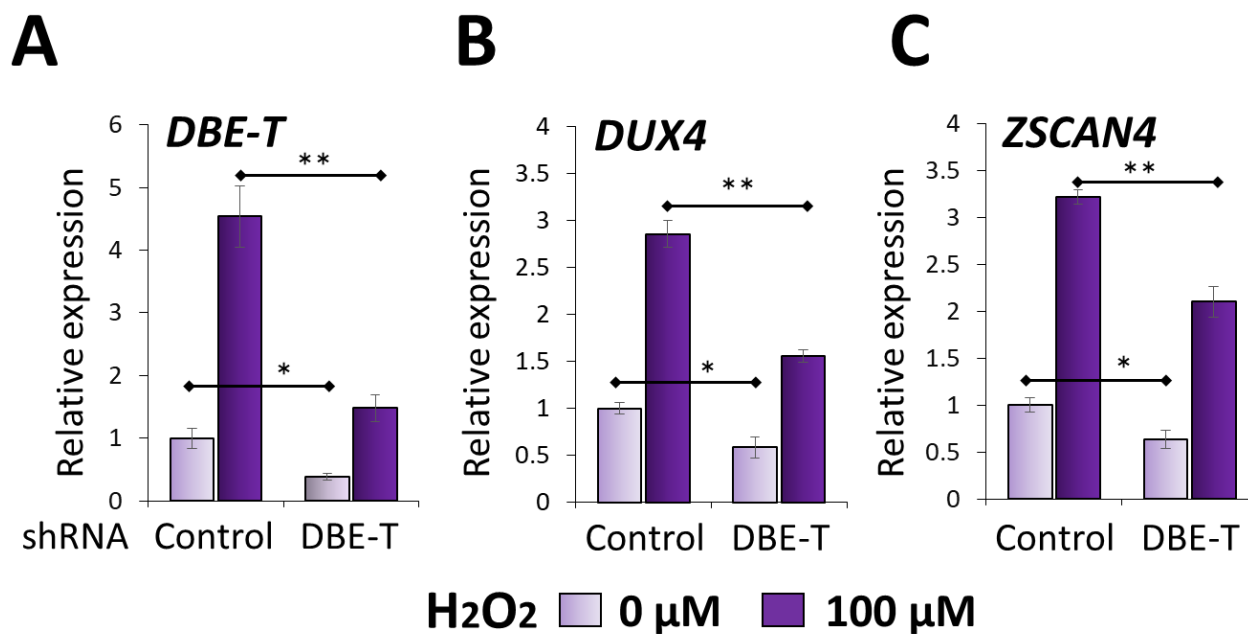 A
DBE-T
Relative expression
6
5
4
3
2
1
0
**
*
shRNA Control DBE-T
B
DUX4
Relative expression
4
3.5
3
2.5
2
1.5
1
0.5
0
**
*
Control DBE-T
C
ZSCAN4
Relative expression
4
3.5
3
2.5
2
1.5
1
0.5
0
**
*
Control DBE-T
H₂O₂ 0 µM 100 µM